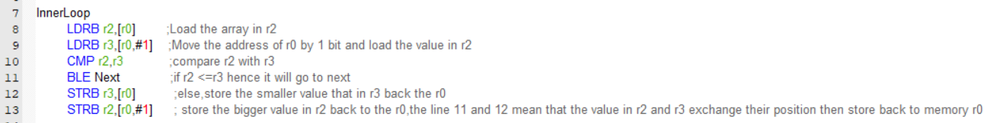 7 InnerLoop
8 LDRB r2,[r0] ;Load the array in r2
9 LDRB r3,[r0,#1] ;Move the address of r0 by 1 bit and load the value in r2
10 CMP r2,r3 ;compare r2 with r3
11 BLE Next ;if r2 <=r3 hence it will go to next
12 STRB r3,[r0] ;else,store the smaller value that in r3 back the r0
13 STRB r2,[r0,#1] ; store the bigger value in r2 back to the r0,the line 11 and 12 mean that the value in r2 and r3 exchange their position then store back to memory r0